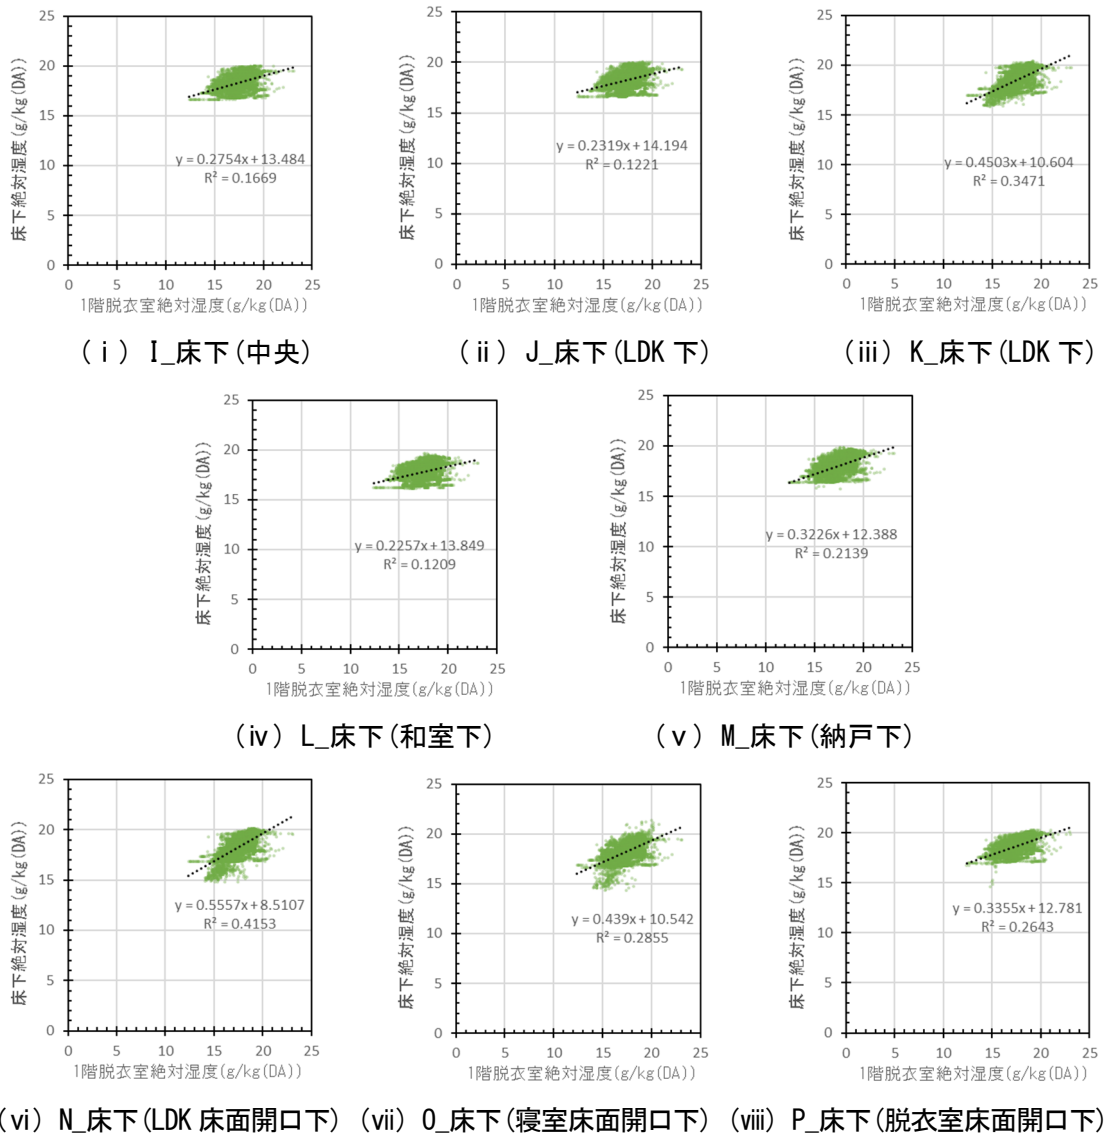 25
20
15
10
5
0
床下絶対湿度(g/kg(DA))
y = 0.2754x + 13.484
R² = 0.1669
0 5 10 15 20 25
1階脱衣室絶対湿度(g/kg(DA))
(ⅰ) I_床下(中央)
25
20
15
10
5
0
床下絶対湿度(g/kg(DA))
y = 0.2319x + 14.194
R² = 0.1221
0 5 10 15 20 25
1階脱衣室絶対湿度(g/kg(DA))
(ⅱ) J_床下(LDK 下)
25
20
15
10
5
0
床下絶対湿度(g/kg(DA))
y = 0.4503x + 10.604
R² = 0.3471
0 5 10 15 20 25
1階脱衣室絶対湿度(g/kg(DA))
(ⅲ) K_床下(LDK 下)
25
20
15
10
5
0
床下絶対湿度(g/kg(DA))
y = 0.2257x + 13.849
R² = 0.1209
0 5 10 15 20 25
1階脱衣室絶対湿度(g/kg(DA))
(ⅳ) L_床下(和室下)
25
20
15
10
5
0
床下絶対湿度(g/kg(DA))
y = 0.3226x + 12.388
R² = 0.2139
0 5 10 15 20 25
1階脱衣室絶対湿度(g/kg(DA))
(ⅴ) M_床下(納戸下)
25
20
15
10
5
0
床下絶対湿度(g/kg(DA))
y = 0.5557x + 8.5107
R² = 0.4153
0 5 10 15 20 25
1階脱衣室絶対湿度(g/kg(DA))
(ⅵ) N_床下(LDK 床面開口下)
25
20
15
10
5
0
床下絶対湿度(g/kg(DA))
y = 0.439x + 10.542
R² = 0.2855
0 5 10 15 20 25
1階脱衣室絶対湿度(g/kg(DA))
(ⅶ) O_床下(寝室床面開口下)
25
20
15
10
5
0
床下絶対湿度(g/kg(DA))
y = 0.3355x + 12.781
R² = 0.2643
0 5 10 15 20 25
1階脱衣室絶対湿度(g/kg(DA))
(ⅷ) P_床下(脱衣室床面開口下)